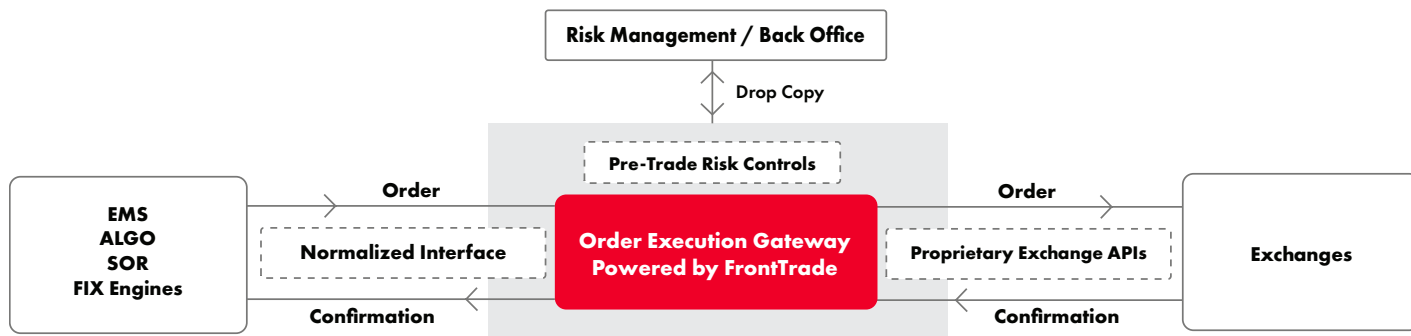 Risk Management / Back Office
Drop Copy
Pre-Trade Risk Controls
Order
Order
EMS
ALGO
SOR
FIX Engines
Normalized Interface
Order Execution Gateway
Powered by FrontTrade
Proprietary Exchange APIs
Exchanges
Confirmation
Confirmation